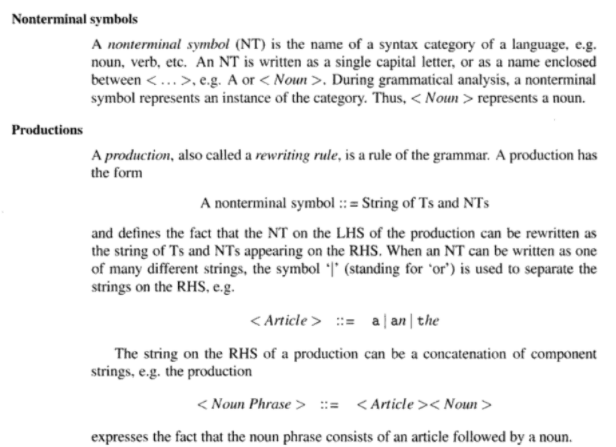 Nonterminal symbols
A nonterminal symbol (NT) is the name of a syntax category of a language, e.g.
noun, verb, etc. An NT is written as a single capital letter, or as a name enclosed
between < ... >, e.g. A or < Noun >. During grammatical analysis, a nonterminal
symbol represents an instance of the category. Thus, < Noun > represents a noun.
Productions
A production, also called a rewriting rule, is a rule of the grammar. A production has
the form
A nonterminal symbol :: = String of Ts and NTs
and defines the fact that the NT on the LHS of the production can be rewritten as
the string of Ts and NTs appearing on the RHS. When an NT can be written as one
of many different strings, the symbol ‘|’ (standing for ‘or’) is used to separate the
strings on the RHS, e.g.
< Article > ::= a | an | the
The string on the RHS of a production can be a concatenation of component
strings, e.g. the production
< Noun Phrase > ::= < Article >< Noun >
expresses the fact that the noun phrase consists of an article followed by a noun.